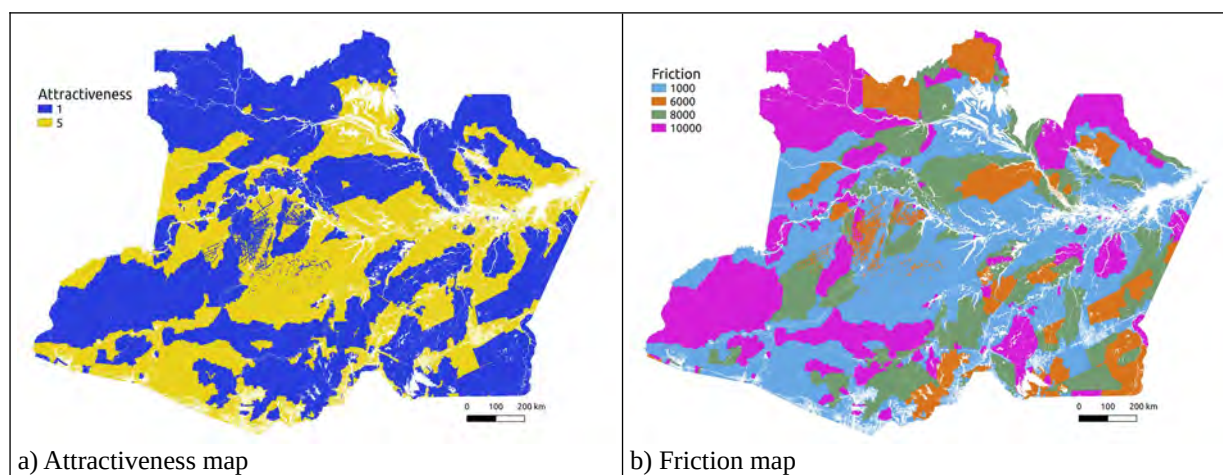 Attractiveness
1
5
0 100 200 km
a) Attractiveness map
Friction
1000
6000
8000
10000
0 100 200 km
b) Friction map